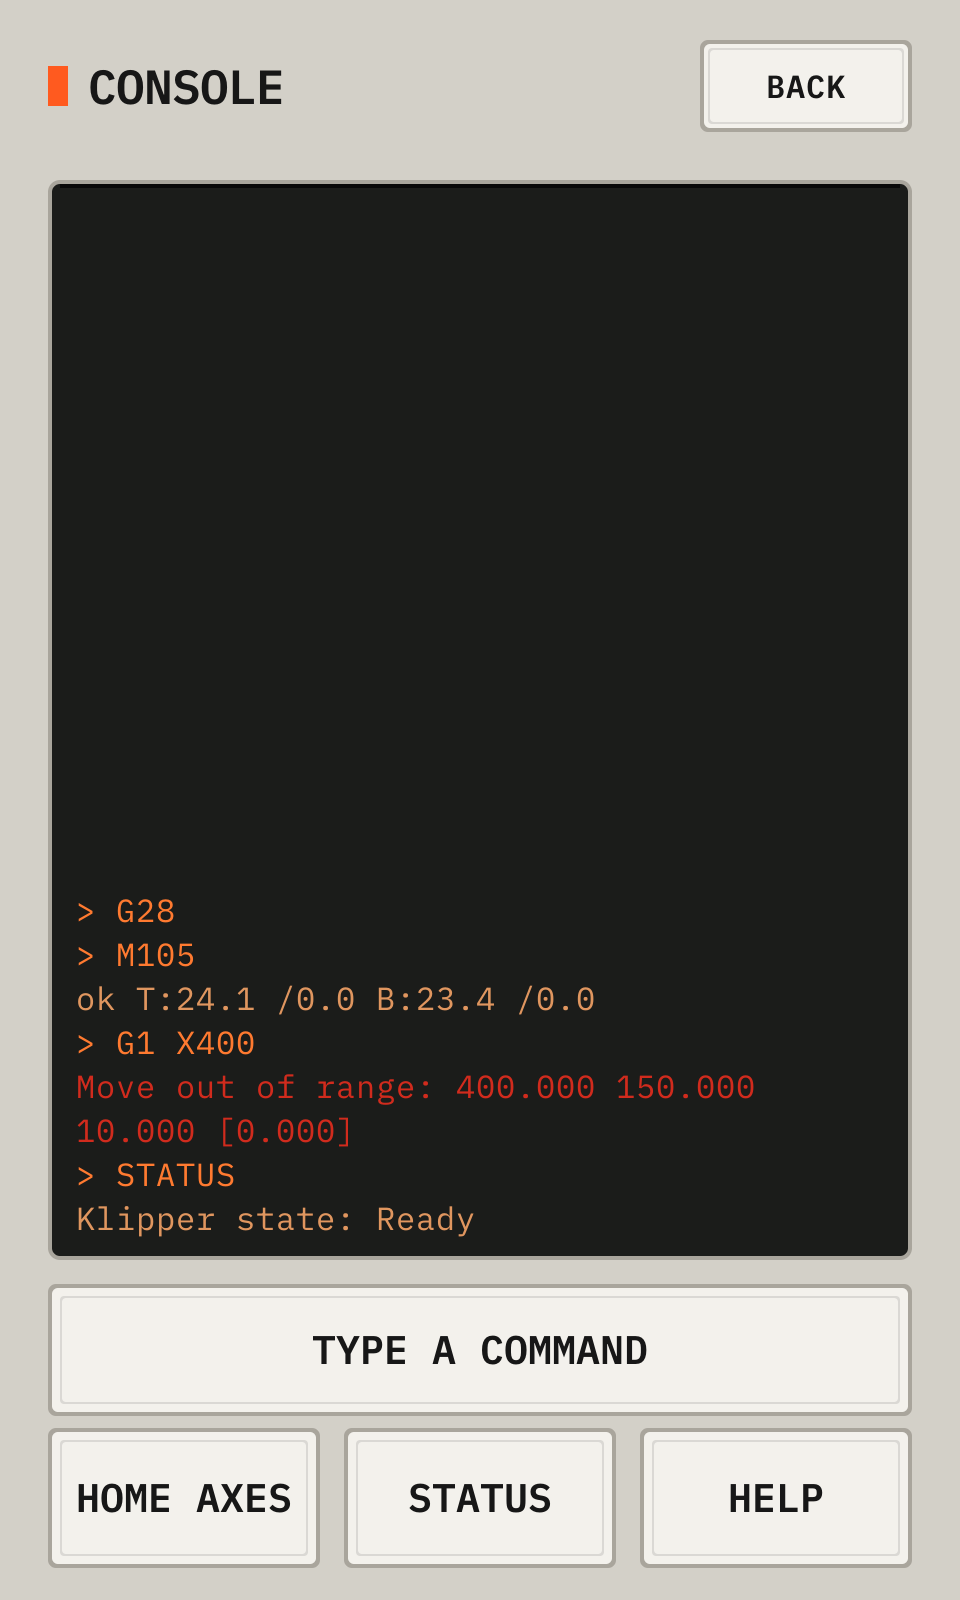 CONSOLE
BACK
> G28
> M105
ok T:24.1 /0.0 B:23.4 /0.0
> G1 X400
Move out of range: 400.000 150.000
10.000 [0.000]
> STATUS
Klipper state: Ready
TYPE A COMMAND
HOME AXES
STATUS
HELP